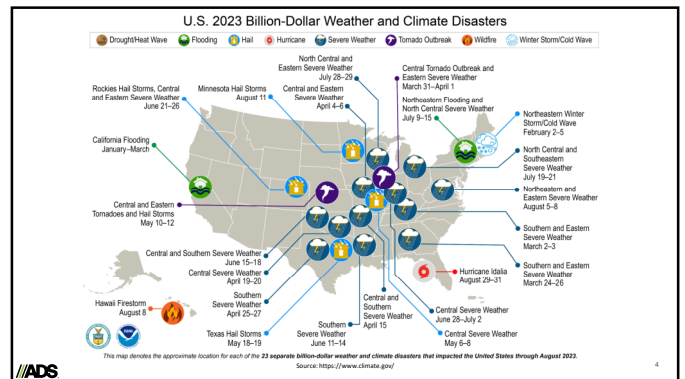 U.S. 2023 Billion-Dollar Weather and Climate Disasters
Drought/Heat Wave
Flooding
Hail
Hurricane
Severe Weather
Tornado Outbreak
Wildfire
Winter Storm/Cold Wave
North Central and
Eastern Severe Weather
July 28–29
Central Tornado Outbreak and
Eastern Severe Weather
March 31–April 1
Rockies Hail Storms, Central
and Eastern Severe Weather
June 21–26
Minnesota Hail Storms
August 11
Central and Eastern
Severe Weather
April 4–6
Northeastern Flooding and
North Central Severe Weather
July 9–15
Northeastern Winter
Storm/Cold Wave
February 2–5
California Flooding
January–March
North Central and
Southeastern
Severe Weather
July 19–21
Northeastern and
Eastern Severe Weather
August 5–8
Central and Eastern
Tornadoes and Hail Storms
May 10–12
Southern and Eastern
Severe Weather
March 2–3
Central and Southern Severe Weather
June 15–18
Central Severe Weather
April 19–20
Southern and Eastern
Severe Weather
March 24–26
Hurricane Idalia
August 29–31
Southern
Severe Weather
April 25–27
Hawaii Firestorm
August 8
Central and
Southern
Severe Weather
April 15
Central Severe Weather
June 28–July 2
Texas Hail Storms
May 18–19
Southern
Severe Weather
June 11–14
Central Severe Weather
May 6–8
This map denotes the approximate location for each of the 23 separate billion-dollar weather and climate disasters that impacted the United States through August 2023.
Source: https://www.climate.gov/
4
ADS